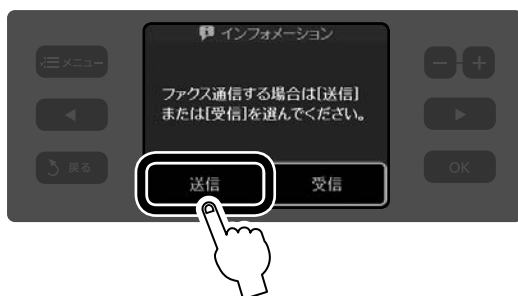 インフォメーション
メニュー
ファクス通信する場合は[送信]
または[受信]を選んでください。
戻る
送信
受信
OK